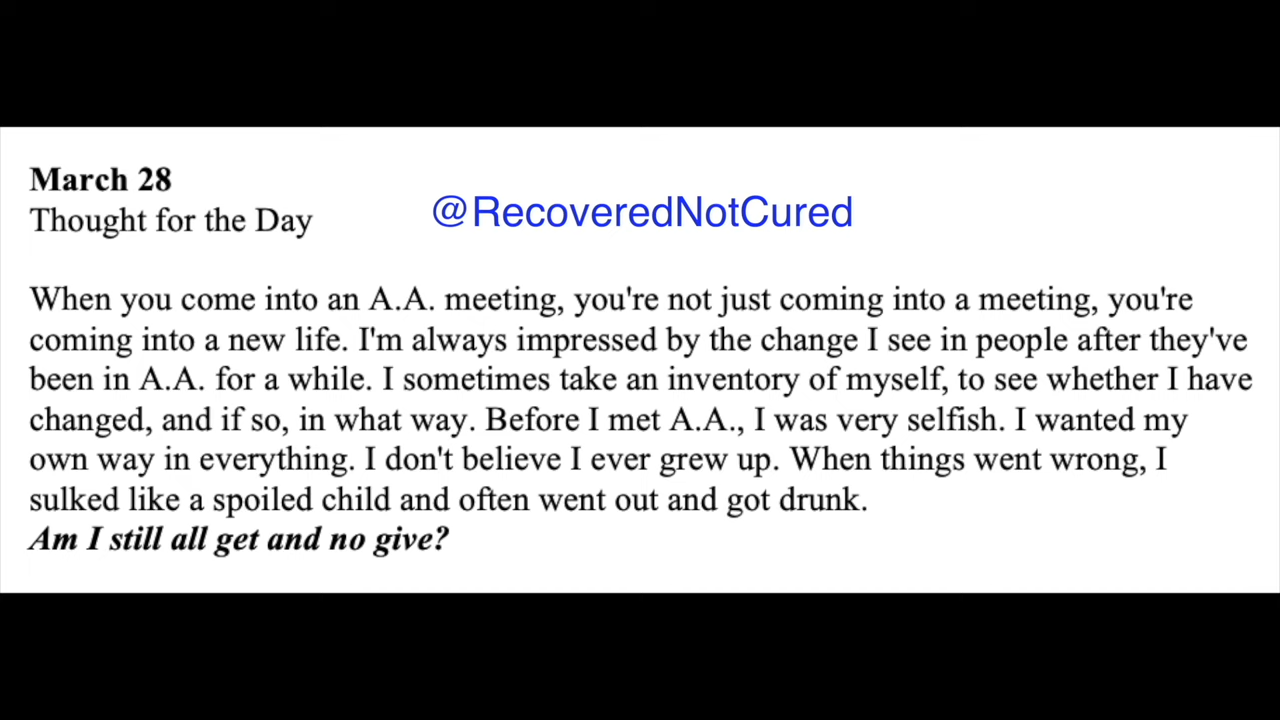 March 28
Thought for the Day
@RecoveredNotCured
When you come into an A.A. meeting, you're not just coming into a meeting, you're
coming into a new life. I'm always impressed by the change I see in people after they've
been in A.A. for a while. I sometimes take an inventory of myself, to see whether I have
changed, and if so, in what way. Before I met A.A., I was very selfish. I wanted my
own way in everything. I don't believe I ever grew up. When things went wrong, I
sulked like a spoiled child and often went out and got drunk.
Am I still all get and no give?